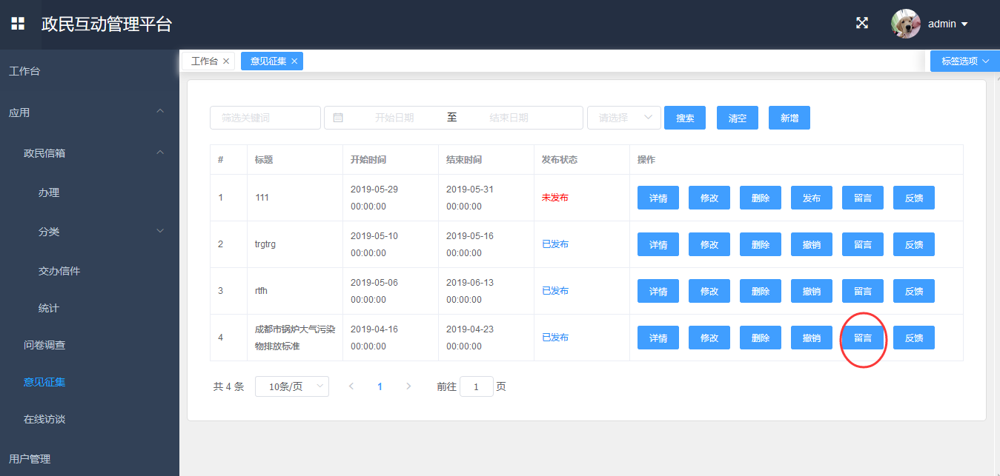 政民互动管理平台
admin
工作台
应用
政民信箱
办理
分类
交办信件
统计
问卷调查
意见征集
在线访谈
用户管理
工作台 意见征集 标签选项
筛选关键词 开始日期 至 结束日期 请选择 搜索 清空 新增
# 标题 开始时间 结束时间 发布状态 操作
1 111 2019-05-29 00:00:00 2019-05-31 00:00:00 未发布 详情 修改 删除 发布 留言 反馈
2 trgtrg 2019-05-10 00:00:00 2019-05-16 00:00:00 已发布 详情 修改 删除 撤销 留言 反馈
3 rtfh 2019-05-06 00:00:00 2019-06-13 00:00:00 已发布 详情 修改 删除 撤销 留言 反馈
4 成都市锅炉大气污染物排放标准 2019-04-16 00:00:00 2019-04-23 00:00:00 已发布 详情 修改 删除 撤销 留言 反馈
共 4 条 10条/页 1 前往 1 页